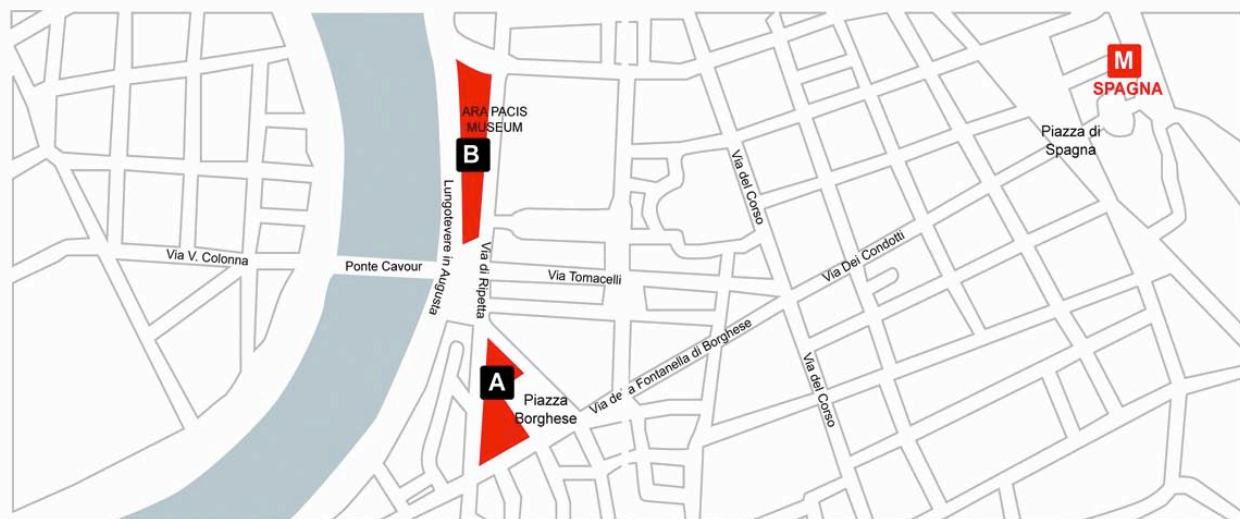 M
SPAGNA
ARA PACIS
MUSEUM
Piazza di
Spagna
B
Via del Corso
Lungotevere in Augusta
Via di Ripetta
Via V. Colonna
Ponte Cavour
Via Tomacelli
Via Dei Condotti
Via de a Fontanella di Borghese
Via del Corso
A
Piazza
Borghese